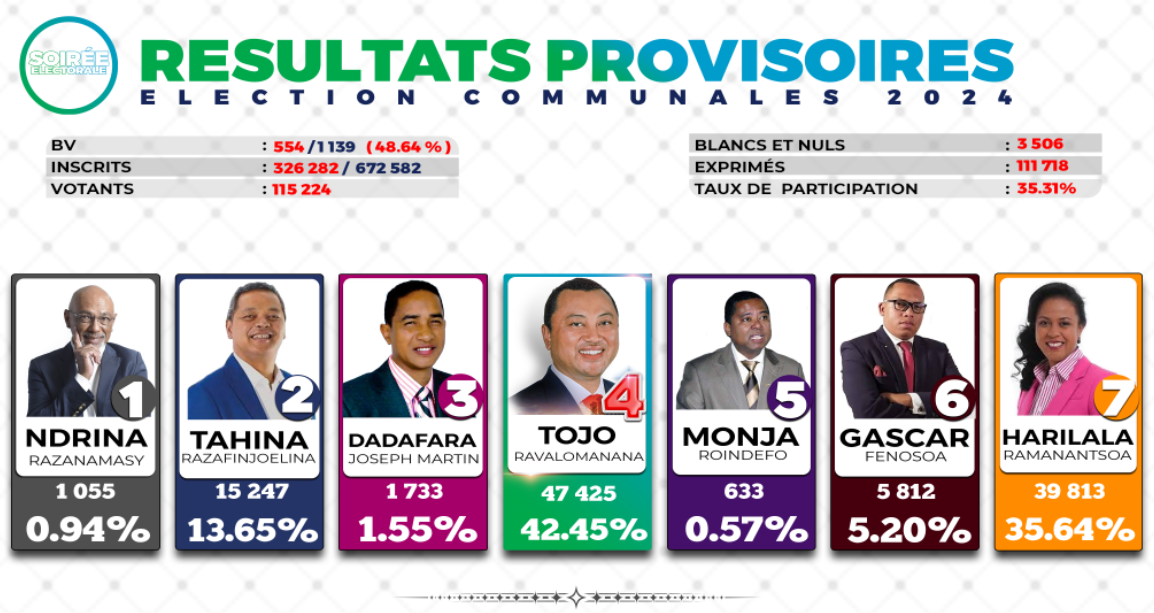 SOIRÉE
ELECTORALE
RESULTATS PROVISOIRES
ELECTION COMMUNALES 2024
BV : 554 /1 139 (48.64 %)
INSCRITS : 326 282 / 672 582
VOTANTS : 115 224
BLANCS ET NULS : 3 506
EXPRIMÉS : 111 718
TAUX DE PARTICIPATION : 35.31%
1
NDRINA
RAZANAMASY
1 055
0.94%
2
TAHINA
RAZAFINJOELINA
15 247
13.65%
3
DADAFARA
JOSEPH MARTIN
1 733
1.55%
4
TOJO
RAVALOMANANA
47 425
42.45%
5
MONJA
ROINDEFO
633
0.57%
6
GASCAR
FENOSOA
5 812
5.20%
7
HARILALA
RAMANANTSOA
39 813
35.64%